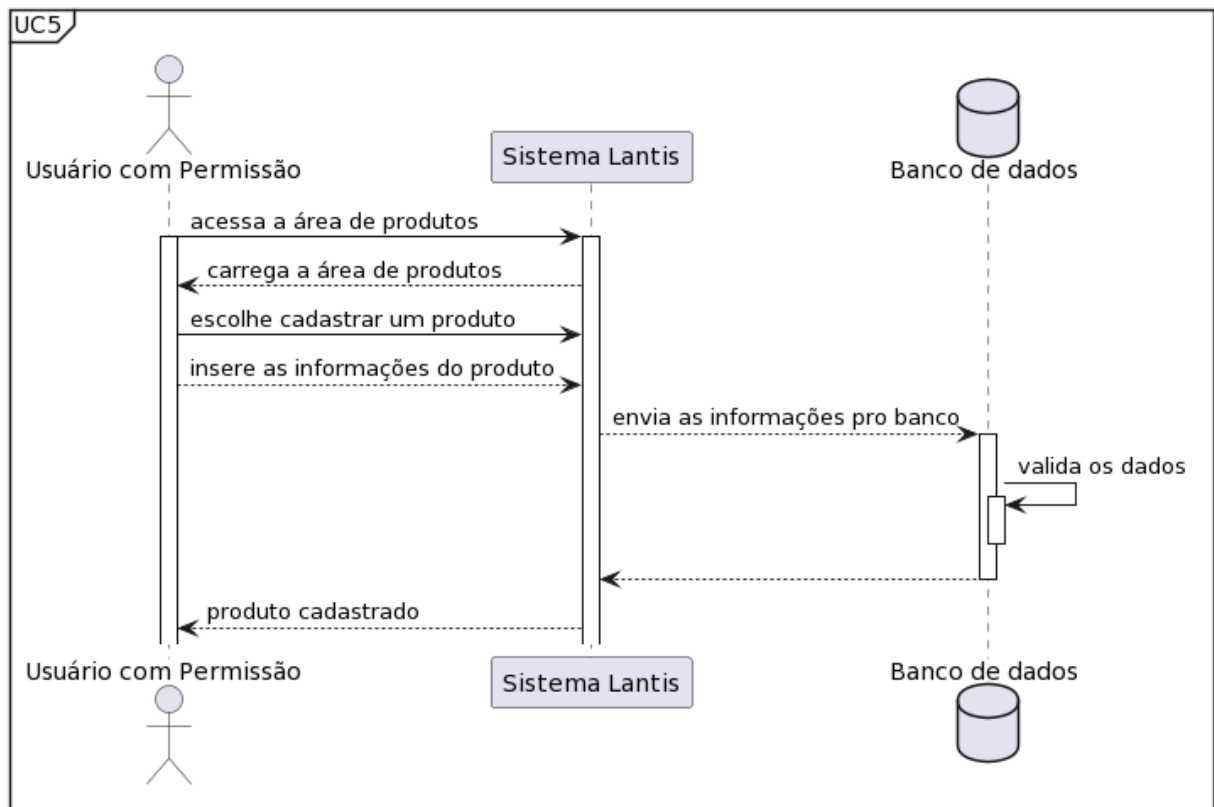 UC5
Usuário com Permissão
Sistema Lantis
Banco de dados
acessa a área de produtos
carrega a área de produtos
escolhe cadastrar um produto
insere as informações do produto
envia as informações pro banco
valida os dados
produto cadastrado
Usuário com Permissão
Sistema Lantis
Banco de dados